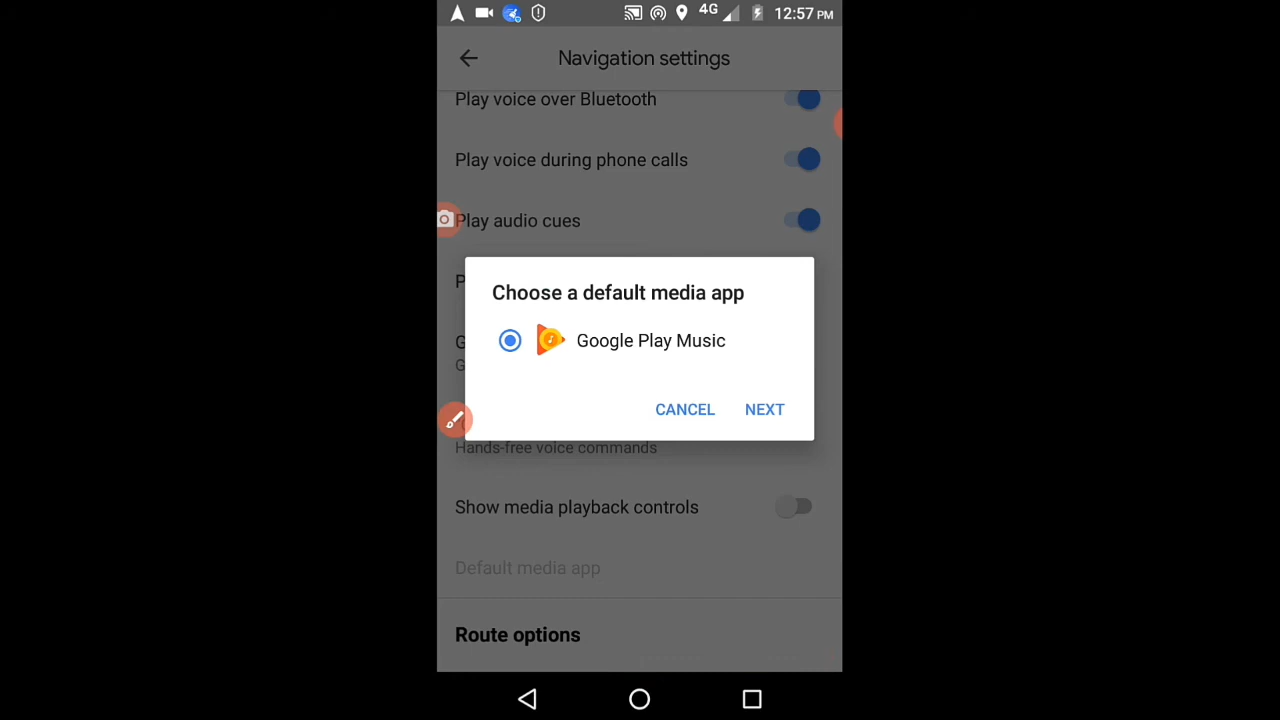 4G 12:57 PM
Navigation settings
Play voice over Bluetooth
Play voice during phone calls
Play audio cues
P
Choose a default media app
G
G
Google Play Music
CANCEL NEXT
Hands-free voice commands
Show media playback controls
Default media app
Route options